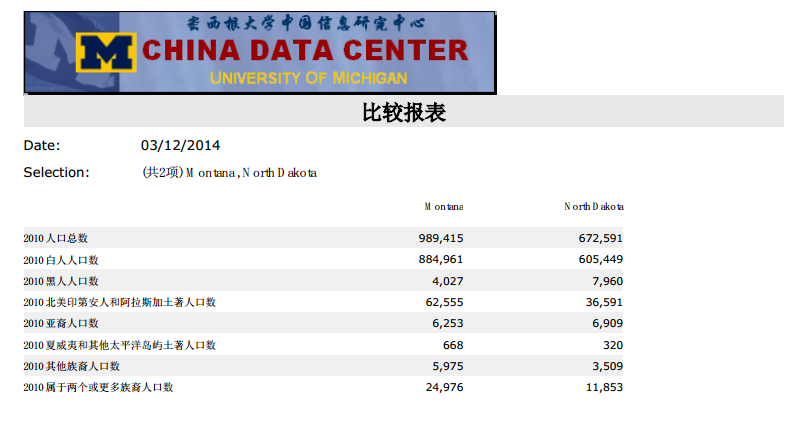 密西根大学中国信息研究中心
M CHINA DATA CENTER
UNIVERSITY OF MICHIGAN
比较报表
Date: 03/12/2014
Selection: (共2项)Montana,North Dakota
Montana North Dakota
2010人口总数 989,415 672,591
2010白人人口数 884,961 605,449
2010黑人人口数 4,027 7,960
2010北美印第安人和阿拉斯加土著人口数 62,555 36,591
2010亚裔人口数 6,253 6,909
2010夏威夷和其他太平洋岛屿土著人口数 668 320
2010其他族裔人口数 5,975 3,509
2010属于两个或更多族裔人口数 24,976 11,853